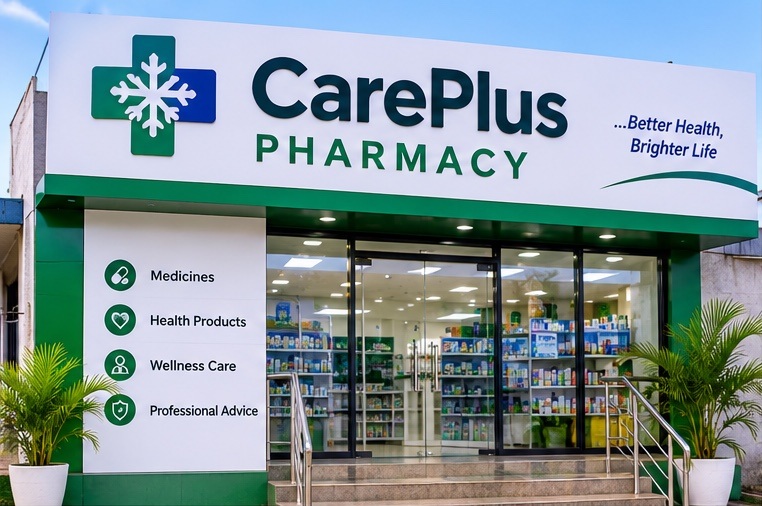 CarePlus
PHARMACY
...Better Health,
Brighter Life
Medicines
Health Products
Wellness Care
Professional Advice